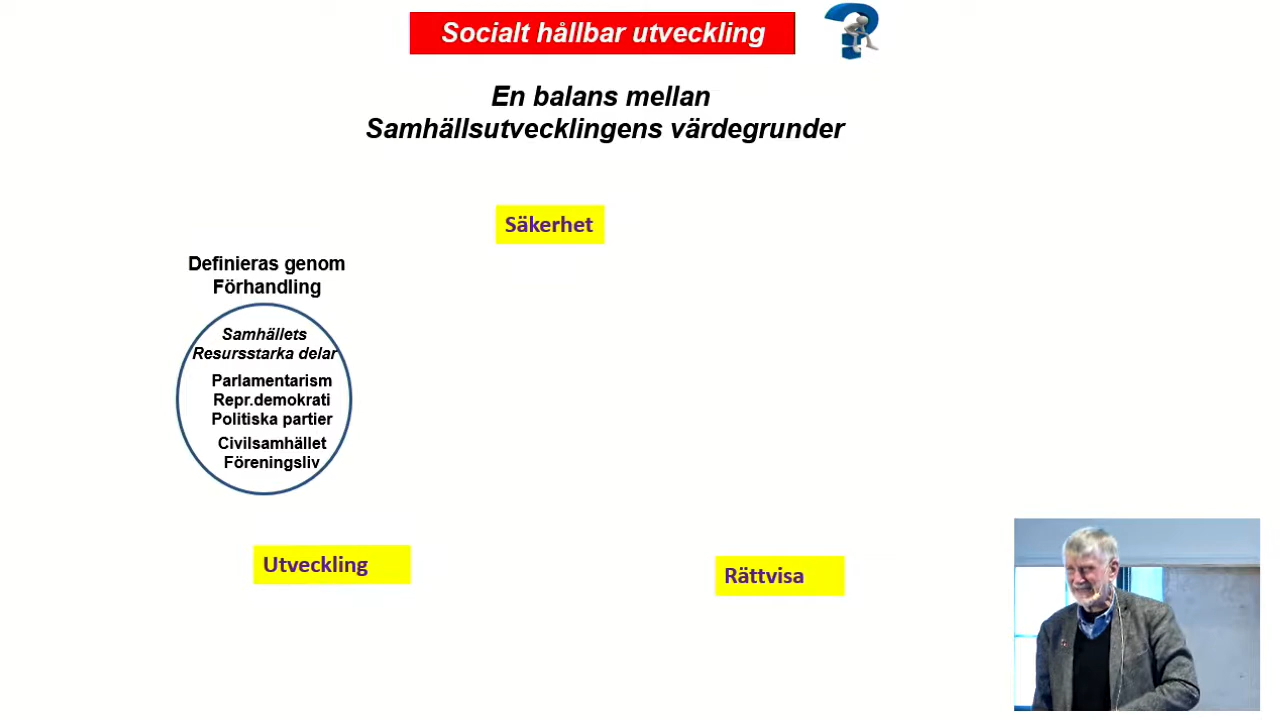 Socialt hållbar utveckling
En balans mellan
Samhällsutvecklingens värdegrunder
Säkerhet
Definieras genom
Förhandling
Samhällets
Resursstarka delar
Parlamentarism
Repr.demokrati
Politiska partier
Civilsamhället
Föreningsliv
Utveckling
Rättvisa